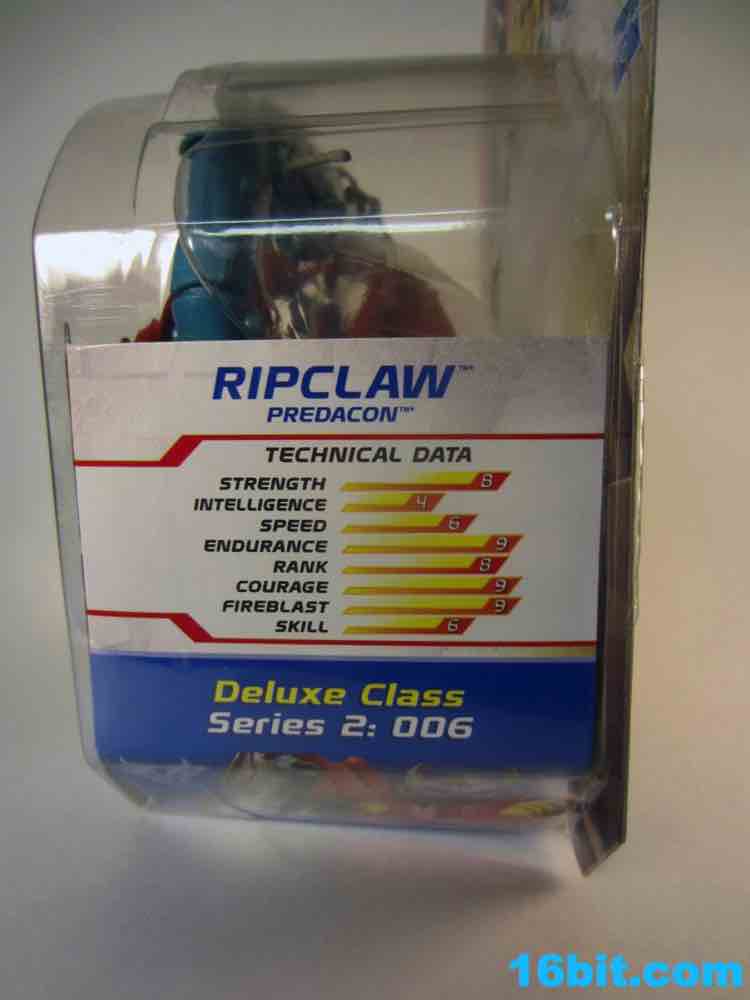 RIPCLAW™
PREDACON™
TECHNICAL DATA
STRENGTH 8
INTELLIGENCE 4
SPEED 6
ENDURANCE 9
RANK 8
COURAGE 9
FIREBLAST 9
SKILL 6
Deluxe Class
Series 2: 006
16bit.com